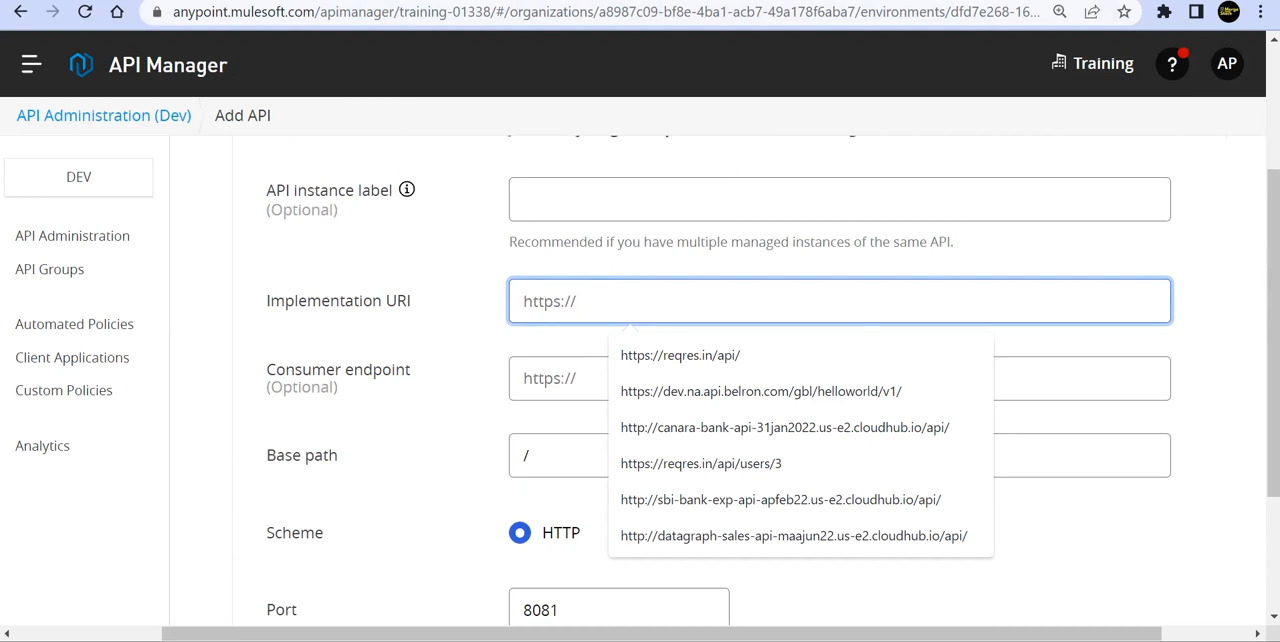 anypoint.mulesoft.com/apimanager/training-01338/#/organizations/a8987c09-bf8e-4ba1-acb7-49a178f6aba7/environments/dfd7e268-16...
API Manager
Training
?
AP
API Administration (Dev)
Add API
DEV
API instance label
(Optional)
Recommended if you have multiple managed instances of the same API.
API Administration
API Groups
Automated Policies
Client Applications
Custom Policies
Analytics
Implementation URI
https://
https://reqres.in/api/
https://dev.na.api.belron.com/gbl/helloworld/v1/
http://canara-bank-api-31jan2022.us-e2.cloudhub.io/api/
https://reqres.in/api/users/3
http://sbi-bank-exp-api-apfeb22.us-e2.cloudhub.io/api/
http://datagraph-sales-api-maajun22.us-e2.cloudhub.io/api/
Consumer endpoint
(Optional)
https://
Base path
/
Scheme
HTTP
Port
8081